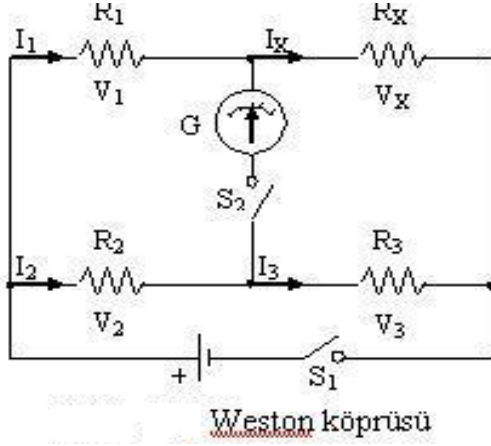 R1 RX
I1 IX
V1 VX
G
S2
R2 R3
I2 I3
V2 V3
+ S1
Weston köprüsü